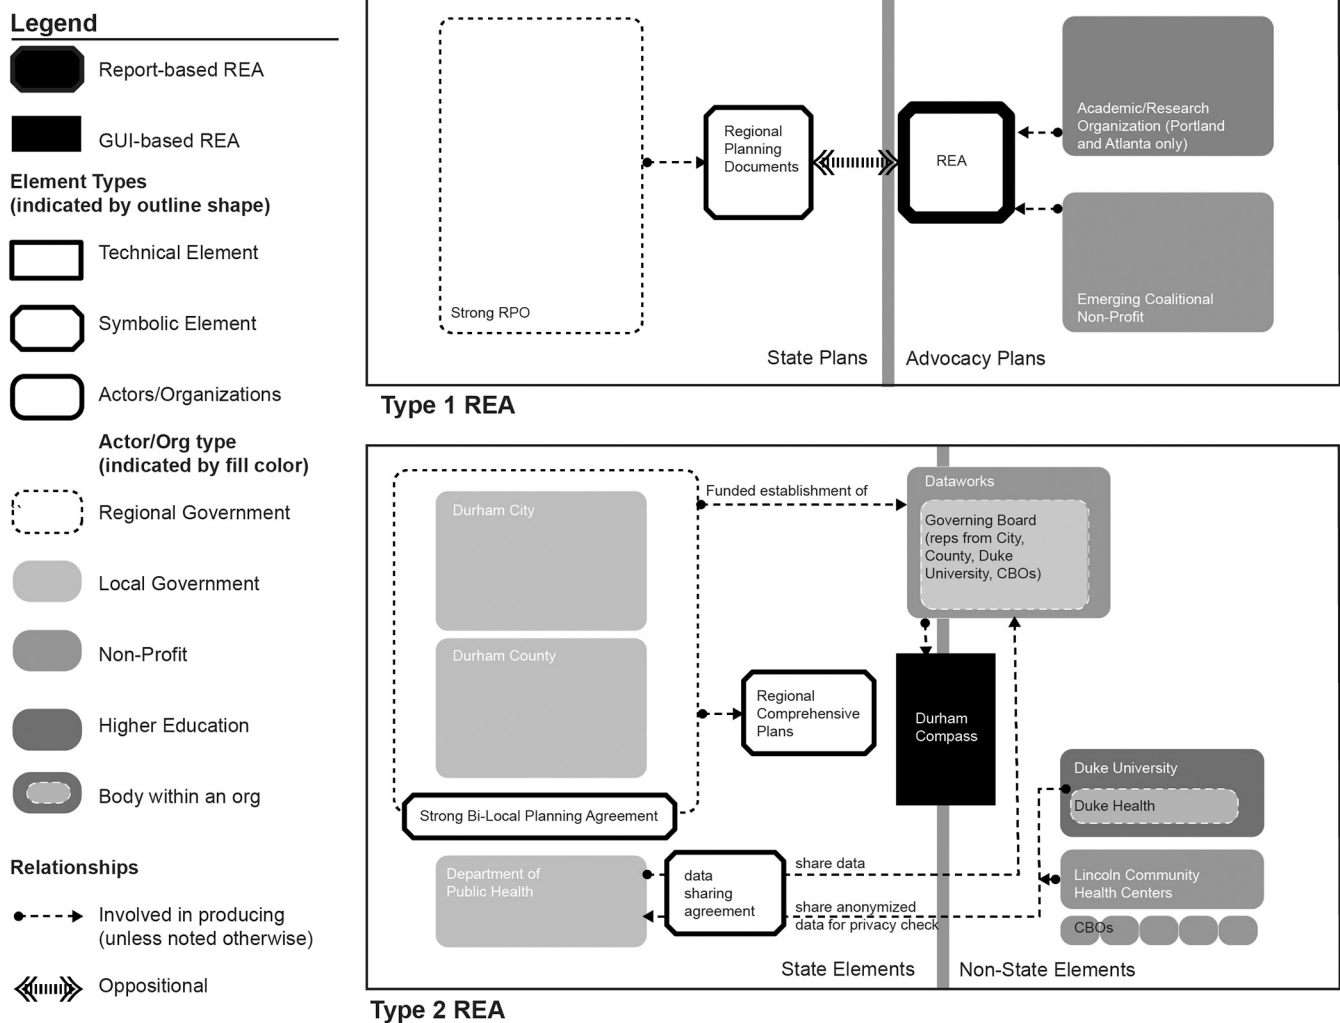 Legend
Report-based REA
GUI-based REA
Element Types
(indicated by outline shape)
Technical Element
Symbolic Element
Actors/Organizations
Actor/Org type
(indicated by fill color)
Regional Government
Local Government
Non-Profit
Higher Education
Body within an org
Relationships
Involved in producing
(unless noted otherwise)
Oppositional
Strong RPO
Regional
Planning
Documents
REA
Academic/Research
Organization (Portland
and Atlanta only)
Emerging Coalitional
Non-Profit
State Plans
Advocacy Plans
Type 1 REA
Durham City
Durham County
Strong Bi-Local Planning Agreement
Funded establishment of
Dataworks
Governing Board
(reps from City,
County, Duke
University, CBOs)
Regional
Comprehensive
Plans
Durham
Compass
Duke University
Duke Health
Department of
Public Health
data
sharing
agreement
share data
share anonymized
data for privacy check
Lincoln Community
Health Centers
CBOs
State Elements
Non-State Elements
Type 2 REA